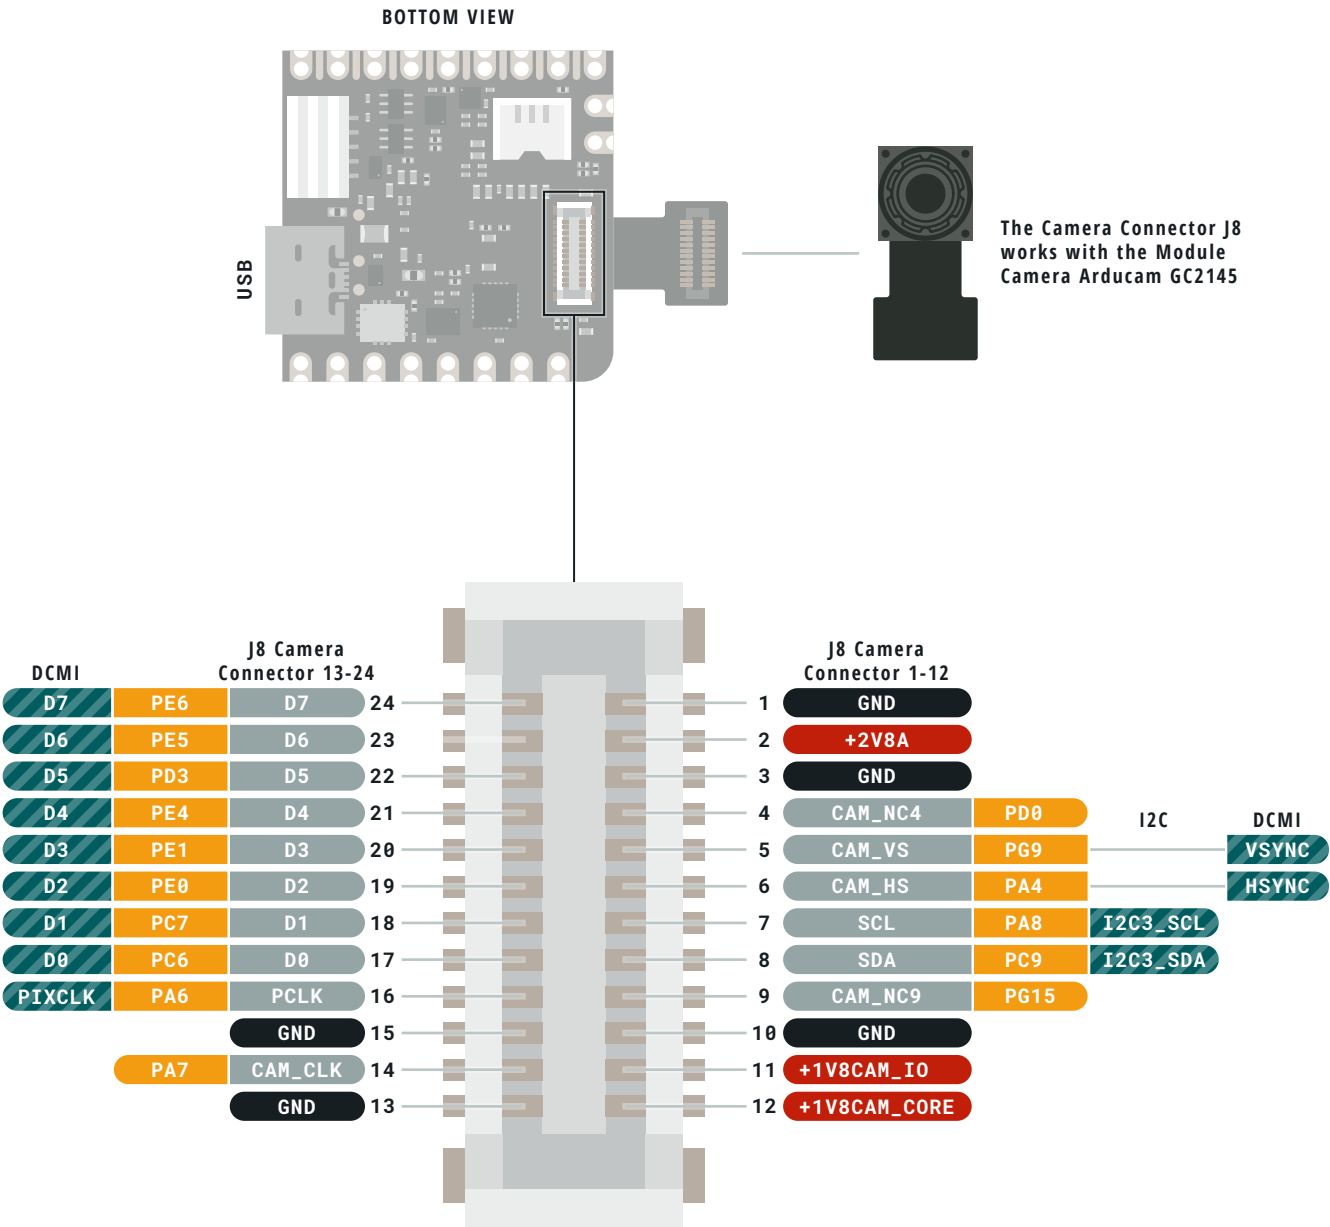 BOTTOM VIEW
USB
The Camera Connector J8
works with the Module
Camera Arducam GC2145
J8 Camera
DCMI Connector 13-24
D7 PE6 D7 24
D6 PE5 D6 23
D5 PD3 D5 22
D4 PE4 D4 21
D3 PE1 D3 20
D2 PE0 D2 19
D1 PC7 D1 18
D0 PC6 D0 17
PIXCLK PA6 PCLK 16
GND 15
PA7 CAM_CLK 14
GND 13
J8 Camera
Connector 1-12
1 GND
2 +2V8A
3 GND
I2C DCMI
4 CAM_NC4 PD0
5 CAM_VS PG9 VSYNC
6 CAM_HS PA4 HSYNC
7 SCL PA8 I2C3_SCL
8 SDA PC9 I2C3_SDA
9 CAM_NC9 PG15
10 GND
11 +1V8CAM_IO
12 +1V8CAM_CORE